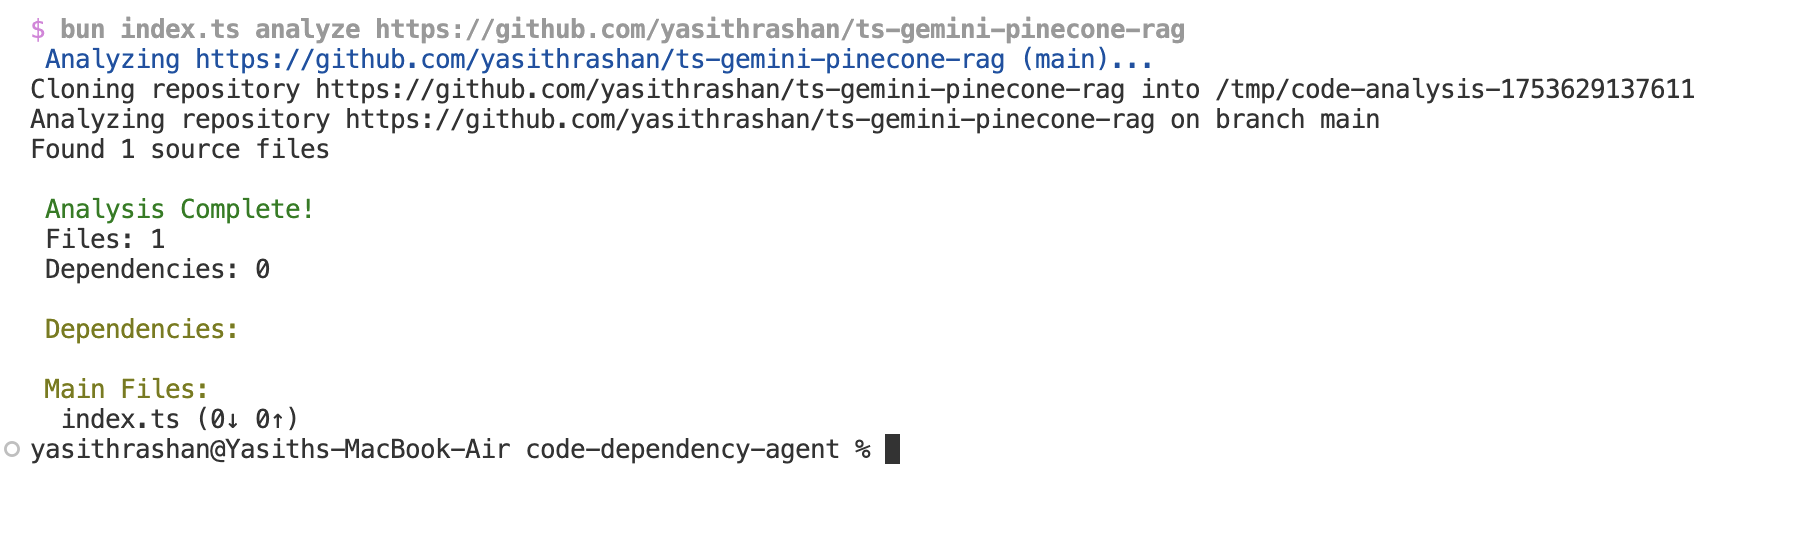 $ bun index.ts analyze https://github.com/yasithrashan/ts-gemini-pinecone-rag
Analyzing https://github.com/yasithrashan/ts-gemini-pinecone-rag (main)...
Cloning repository https://github.com/yasithrashan/ts-gemini-pinecone-rag into /tmp/code-analysis-1753629137611
Analyzing repository https://github.com/yasithrashan/ts-gemini-pinecone-rag on branch main
Found 1 source files
Analysis Complete!
Files: 1
Dependencies: 0
Dependencies:
Main Files:
index.ts (0↓ 0↑)
yasithrashan@Yasiths-MacBook-Air code-dependency-agent %